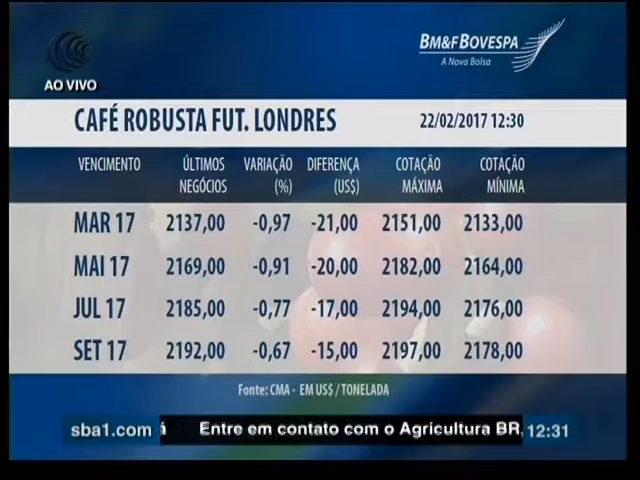 BM&FBOVESPA
A Nova Bolsa
AO VIVO
CAFÉ ROBUSTA FUT. LONDRES 22/02/2017 12:30
VENCIMENTO ÚLTIMOS NEGÓCIOS VARIAÇÃO (%) DIFERENÇA (US$) COTAÇÃO MÁXIMA COTAÇÃO MÍNIMA
MAR 17 2137,00 -0,97 -21,00 2151,00 2133,00
MAI 17 2169,00 -0,91 -20,00 2182,00 2164,00
JUL 17 2185,00 -0,77 -17,00 2194,00 2176,00
SET 17 2192,00 -0,67 -15,00 2197,00 2178,00
Fonte: CMA - EM US$ / TONELADA
sba1.com á Entre em contato com o Agricultura BR, 12:31